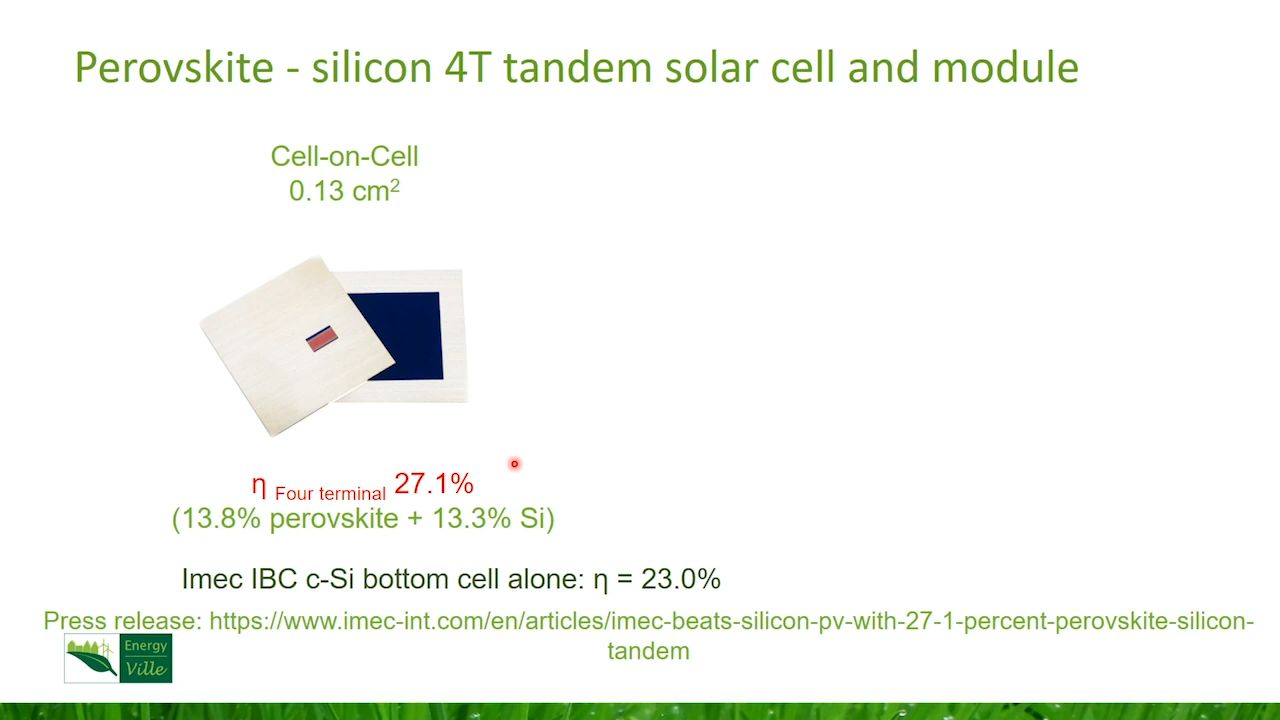 Perovskite - silicon 4T tandem solar cell and module
Cell-on-Cell
0.13 cm²
η Four terminal 27.1%
(13.8% perovskite + 13.3% Si)
Imec IBC c-Si bottom cell alone: η = 23.0%
Press release: https://www.imec-int.com/en/articles/imec-beats-silicon-pv-with-27-1-percent-perovskite-silicon-
tandem
Energy
Ville